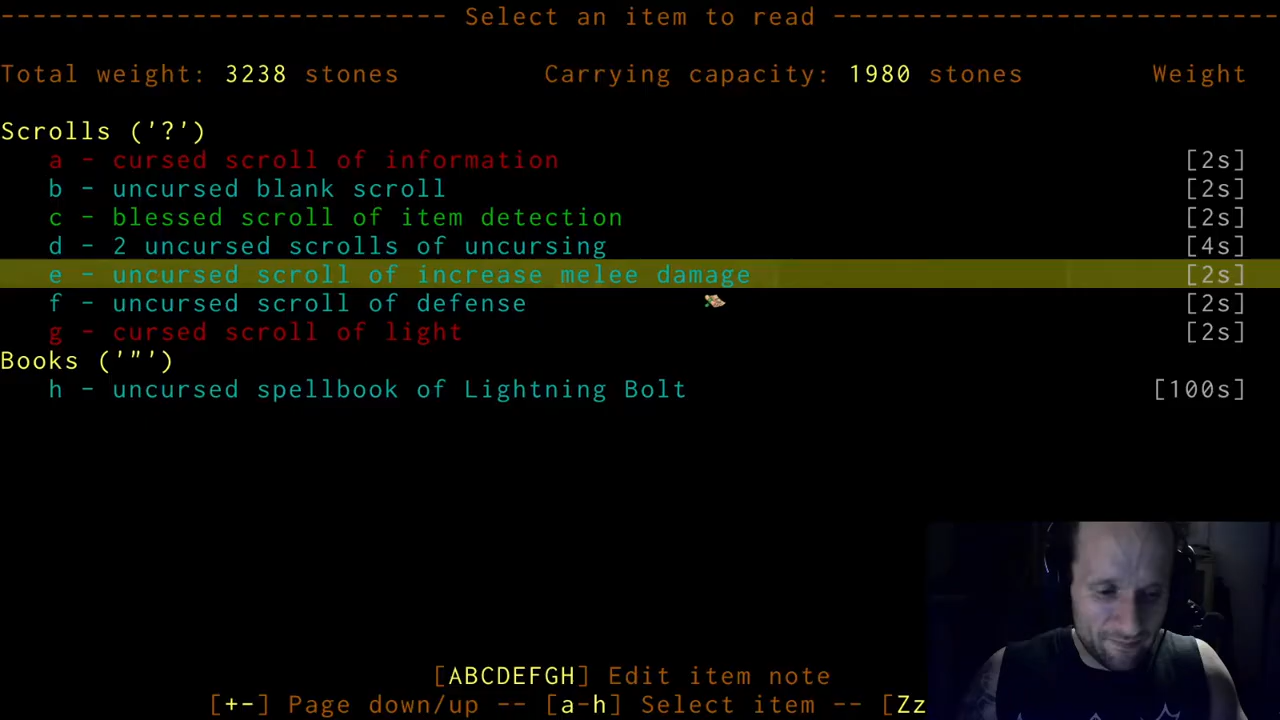 Select an item to read
Total weight: 3238 stones Carrying capacity: 1980 stones Weight
Scrolls ('?')
a - cursed scroll of information [2s]
b - uncursed blank scroll [2s]
c - blessed scroll of item detection [2s]
d - 2 uncursed scrolls of uncursing [4s]
e - uncursed scroll of increase melee damage [2s]
f - uncursed scroll of defense [2s]
g - cursed scroll of light [2s]
Books ('"')
h - uncursed spellbook of Lightning Bolt [100s]
[ABCDEFGH] Edit item note
[+-] Page down/up -- [a-h] Select item -- [Zz